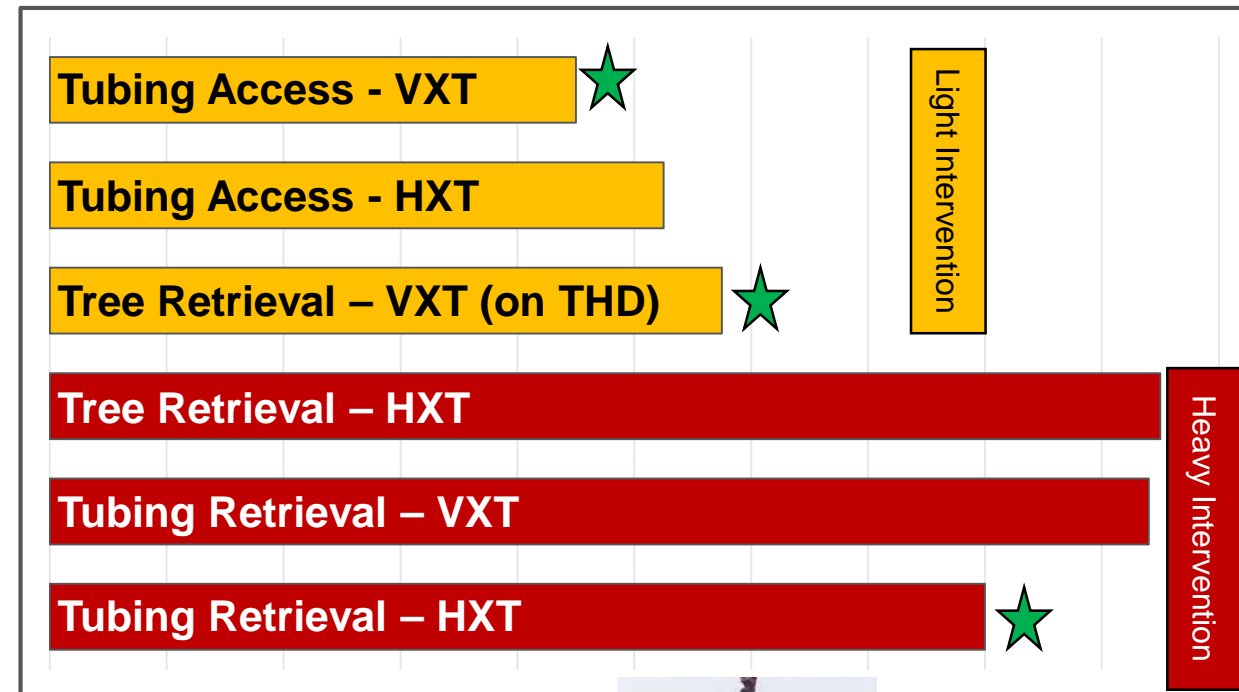 Tubing Access - VXT
Tubing Access - HXT
Tree Retrieval – VXT (on THD)
Light Intervention
Tree Retrieval – HXT
Tubing Retrieval – VXT
Tubing Retrieval – HXT
Heavy Intervention